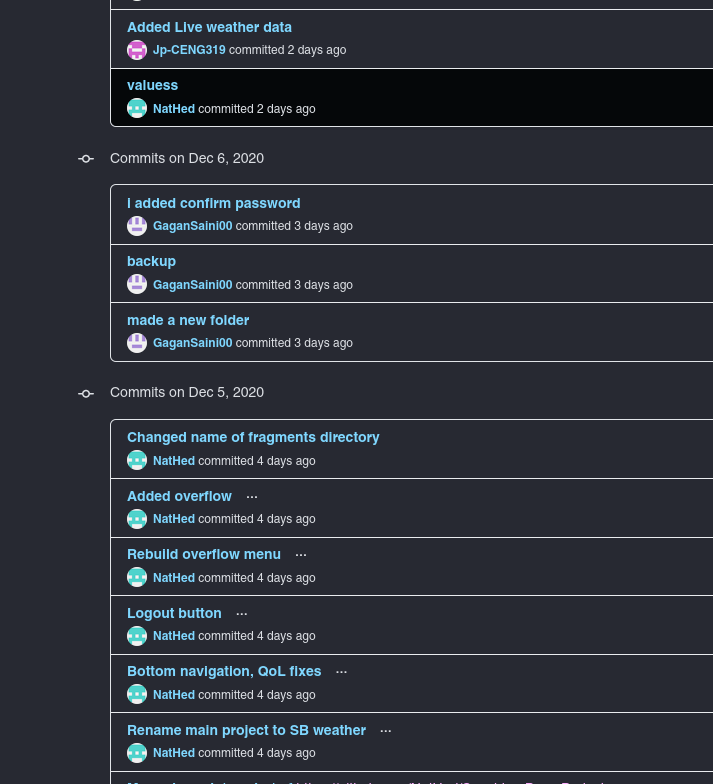 Added Live weather data
Jp-CENG319 committed 2 days ago
valuess
NatHed committed 2 days ago
Commits on Dec 6, 2020
I added confirm password
GaganSaini00 committed 3 days ago
backup
GaganSaini00 committed 3 days ago
made a new folder
GaganSaini00 committed 3 days ago
Commits on Dec 5, 2020
Changed name of fragments directory
NatHed committed 4 days ago
Added overflow ...
NatHed committed 4 days ago
Rebuild overflow menu ...
NatHed committed 4 days ago
Logout button ...
NatHed committed 4 days ago
Bottom navigation, QoL fixes ...
NatHed committed 4 days ago
Rename main project to SB weather ...
NatHed committed 4 days ago